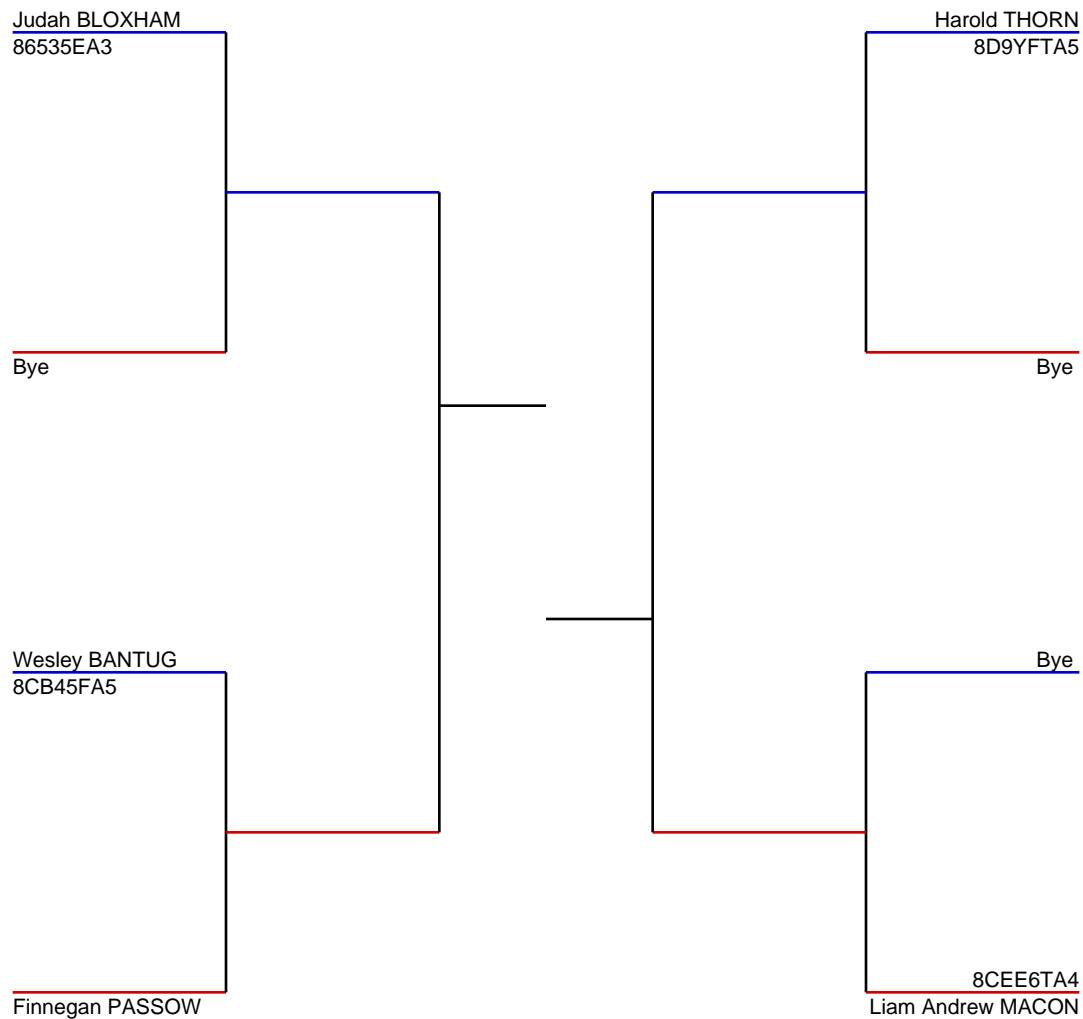 Judah BLOXHAM
86535EA3
Bye
Wesley BANTUG
8CB45FA5
Finnegan PASSOW
Harold THORN
8D9YFTA5
Bye
Bye
8CEE6TA4
Liam Andrew MACON